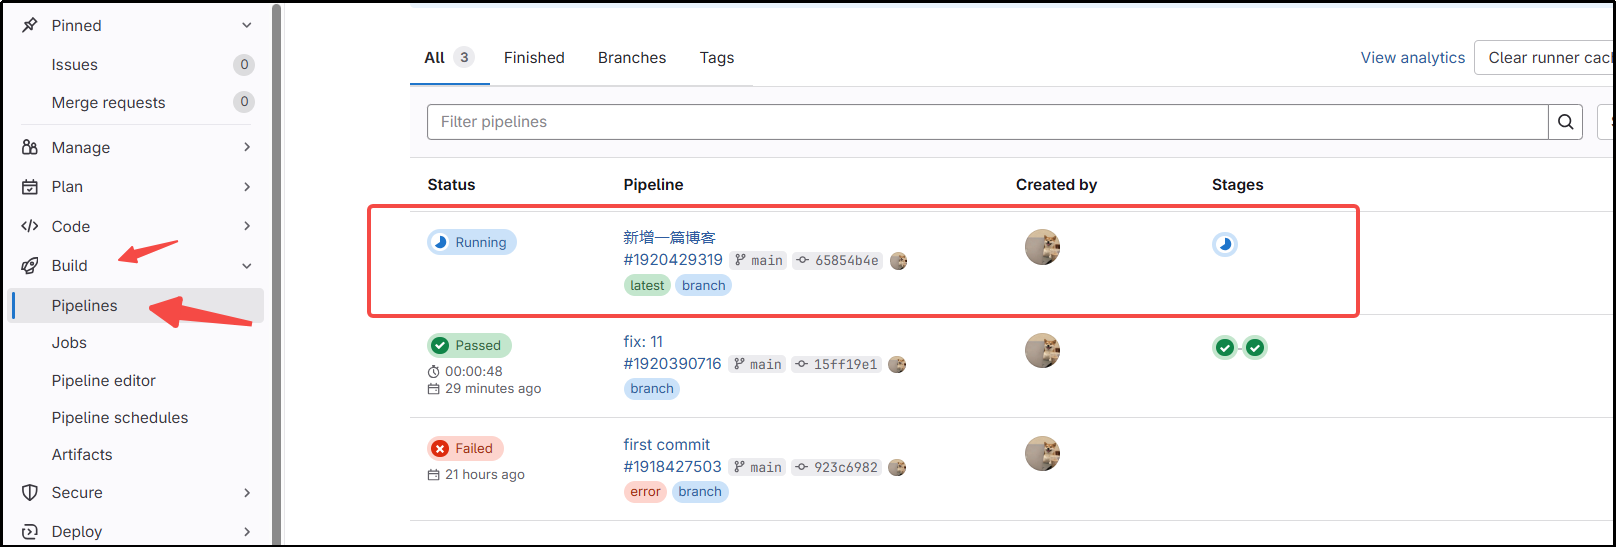 Pinned
Issues 0
Merge requests 0
Manage
Plan
Code
Build
Pipelines
Jobs
Pipeline editor
Pipeline schedules
Artifacts
Secure
Deploy
All 3 Finished Branches Tags
View analytics Clear runner cac
Filter pipelines
Status Pipeline Created by Stages
Running
新增一篇博客
#1920429319 main 65854b4e
latest branch
Passed
00:00:48
29 minutes ago
fix: 11
#1920390716 main 15ff19e1
branch
Failed
21 hours ago
first commit
#1918427503 main 923c6982
error branch